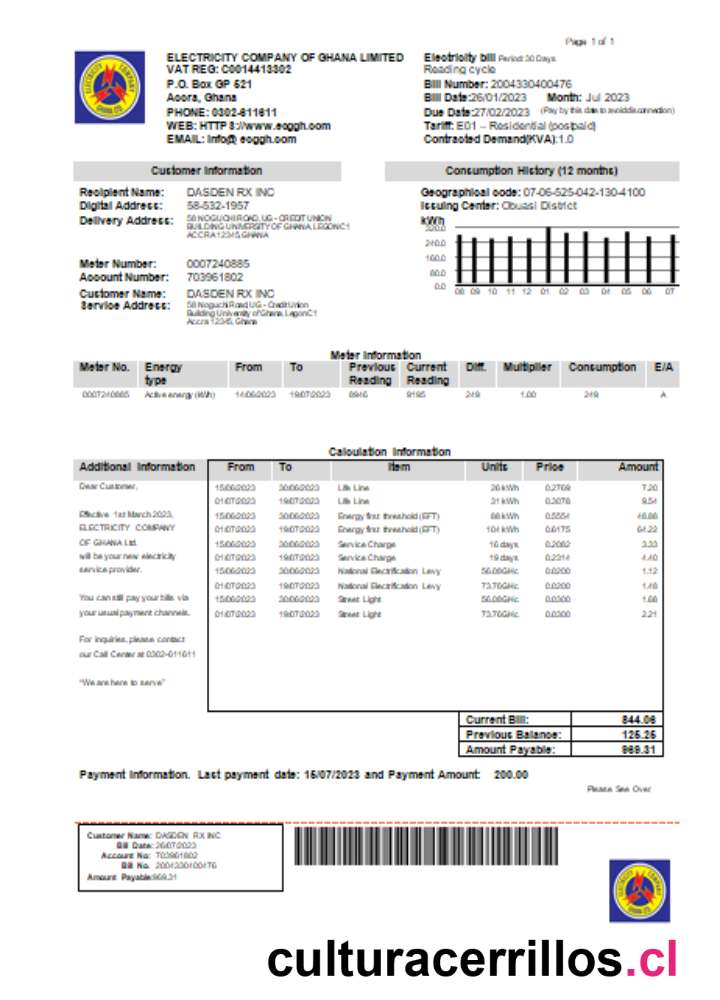 Page 1 of 1
ELECTRICITY COMPANY OF GHANA LIMITED
VAT REG: C0014413302
P.O. Box GP 521
Accra, Ghana
PHONE: 0302-611611
WEB: HTTPS://www.ecggh.com
EMAIL: Info@ ecggh.com
Electricity bill Period: 30 Days
Reading cycle
Bill Number: 2004330400476
Bill Date:26/01/2023 Month: Jul 2023
Due Date:27/02/2023 (Pay by this date to avoid disconnection)
Tariff: E01 – Residential (postpaid)
Contracted Demand(KVA):1.0
Customer Information
Consumption History (12 months)
Recipient Name: DASDEN RX INC
Digital Address: 58-532-1957
Delivery Address: 58 NOGUCHI ROAD, UG - CREDIT UNION
BUILDING UNIVERSITY OF GHANA, LEGON C1
ACCRA 12345, GHANA
Geographical code: 07-06-525-042-130-4100
Issuing Center: Obuasi District
kWh
320.0
240.0
160.0
80.0
0.0
08 09 10 11 12 01 02 03 04 05 06 07
Meter Number: 0007240885
Account Number: 703961802
Customer Name: DASDEN RX INC
Service Address: 58 Noguchi Road, UG - Credit Union
Building University of Ghana, Legon C1
Accra 12345, Ghana
Meter Information
Meter No. Energy type From To Previous Reading Current Reading Diff. Multiplier Consumption E/A
0007240885 Active energy (kWh) 14/06/2023 19/07/2023 8946 9195 249 1.00 249 A
Calculation Information
Additional Information From To Item Units Price Amount
Dear Customer,
Effective 1st March 2023,
ELECTRICITY COMPANY
OF GHANA Ltd.
will be your new electricity
service provider.
You can still pay your bills via
your usual payment channels.
For inquiries, please contact
our Call Center at 0302-611611
"We are here to serve"
15/06/2023 30/06/2023 Life Line 26 kWh 0.2769 7.20
01/07/2023 19/07/2023 Life Line 31 kWh 0.3078 9.54
15/06/2023 30/06/2023 Energy first threshold (EFT) 88 kWh 0.5554 48.88
01/07/2023 19/07/2023 Energy first threshold (EFT) 104 kWh 0.6175 64.22
15/06/2023 30/06/2023 Service Charge 16 days 0.2082 3.33
01/07/2023 19/07/2023 Service Charge 19 days 0.2314 4.40
15/06/2023 30/06/2023 National Electrification Levy 56.08GHc 0.0200 1.12
01/07/2023 19/07/2023 National Electrification Levy 73.76GHc 0.0200 1.48
15/06/2023 30/06/2023 Street Light 56.08GHc 0.0300 1.68
01/07/2023 19/07/2023 Street Light 73.76GHc 0.0300 2.21
Current Bill: 844.06
Previous Balance: 125.25
Amount Payable: 969.31
Payment Information. Last payment date: 15/07/2023 and Payment Amount: 200.00
Please See Over
Customer Name: DASDEN RX INC
Bill Date: 26/07/2023
Account No: 703961802
Bill No. 2004330400476
Amount Payable:969.31
culturacerrillos.cl